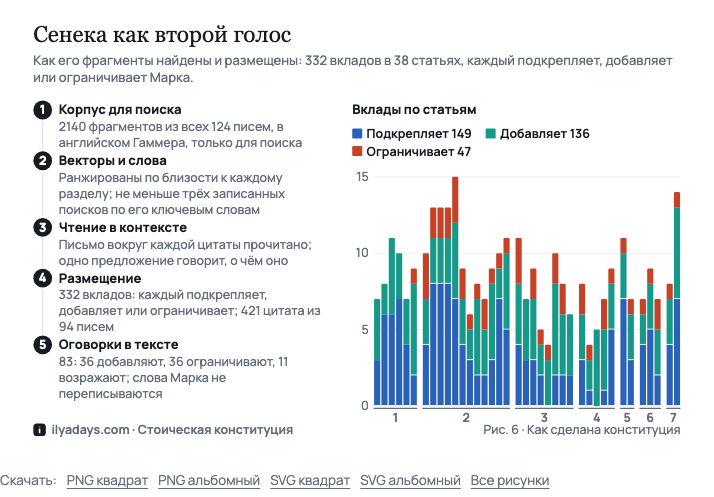 Сенека как второй голос
Как его фрагменты найдены и размещены: 332 вкладов в 38 статьях, каждый подкрепляет, добавляет
или ограничивает Марка.
1 Корпус для поиска
2140 фрагментов из всех 124 писем, в
английском Гаммера, только для поиска
2 Векторы и слова
Ранжированы по близости к каждому
разделу; не меньше трёх записанных
поисков по его ключевым словам
3 Чтение в контексте
Письмо вокруг каждой цитаты прочитано;
одно предложение говорит, о чём оно
4 Размещение
332 вкладов: каждый подкрепляет,
добавляет или ограничивает; 421 цитата из
94 писем
5 Оговорки в тексте
83: 36 добавляют, 36 ограничивают, 11
возражают; слова Марка не
переписываются
Вклады по статьям
Подкрепляет 149 Добавляет 136
Ограничивает 47
15
10
5
0
1 2 3 4 5 6 7
ilyadays.com · Стоическая конституция
Рис. 6 · Как сделана конституция
Скачать: PNG квадрат PNG альбомный SVG квадрат SVG альбомный Все рисунки